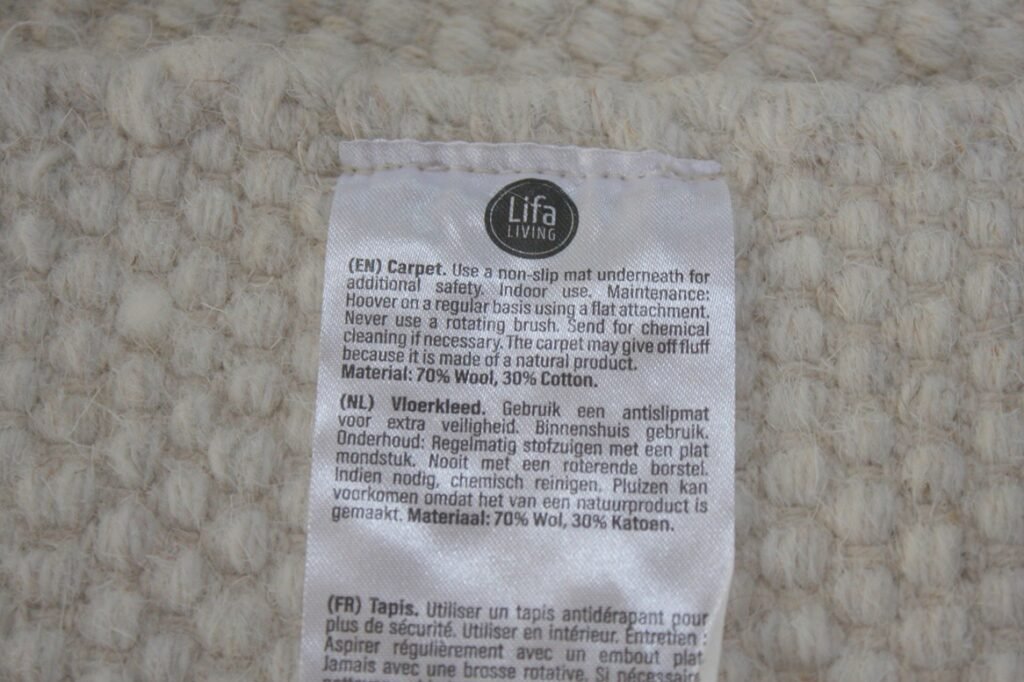 Lifa
LIVING
(EN) Carpet. Use a non-slip mat underneath for
additional safety. Indoor use. Maintenance:
Hoover on a regular basis using a flat attachment.
Never use a rotating brush. Send for chemical
cleaning if necessary. The carpet may give off fluff
because it is made of a natural product.
Material: 70% Wool, 30% Cotton.
(NL) Vloerkleed. Gebruik een antislipmat
voor extra veiligheid. Binnenshuis gebruik.
Onderhoud: Regelmatig stofzuigen met een plat
mondstuk. Nooit met een roterende borstel.
Indien nodig, chemisch reinigen. Pluizen kan
voorkomen omdat het van een natuurproduct is
gemaakt. Materiaal: 70% Wol, 30% Katoen.
(FR) Tapis. Utiliser un tapis antidérapant pour
plus de sécurité. Utiliser en intérieur. Entretien :
Aspirer régulièrement avec un embout plat.
Jamais avec une brosse rotative. Si nécessaire